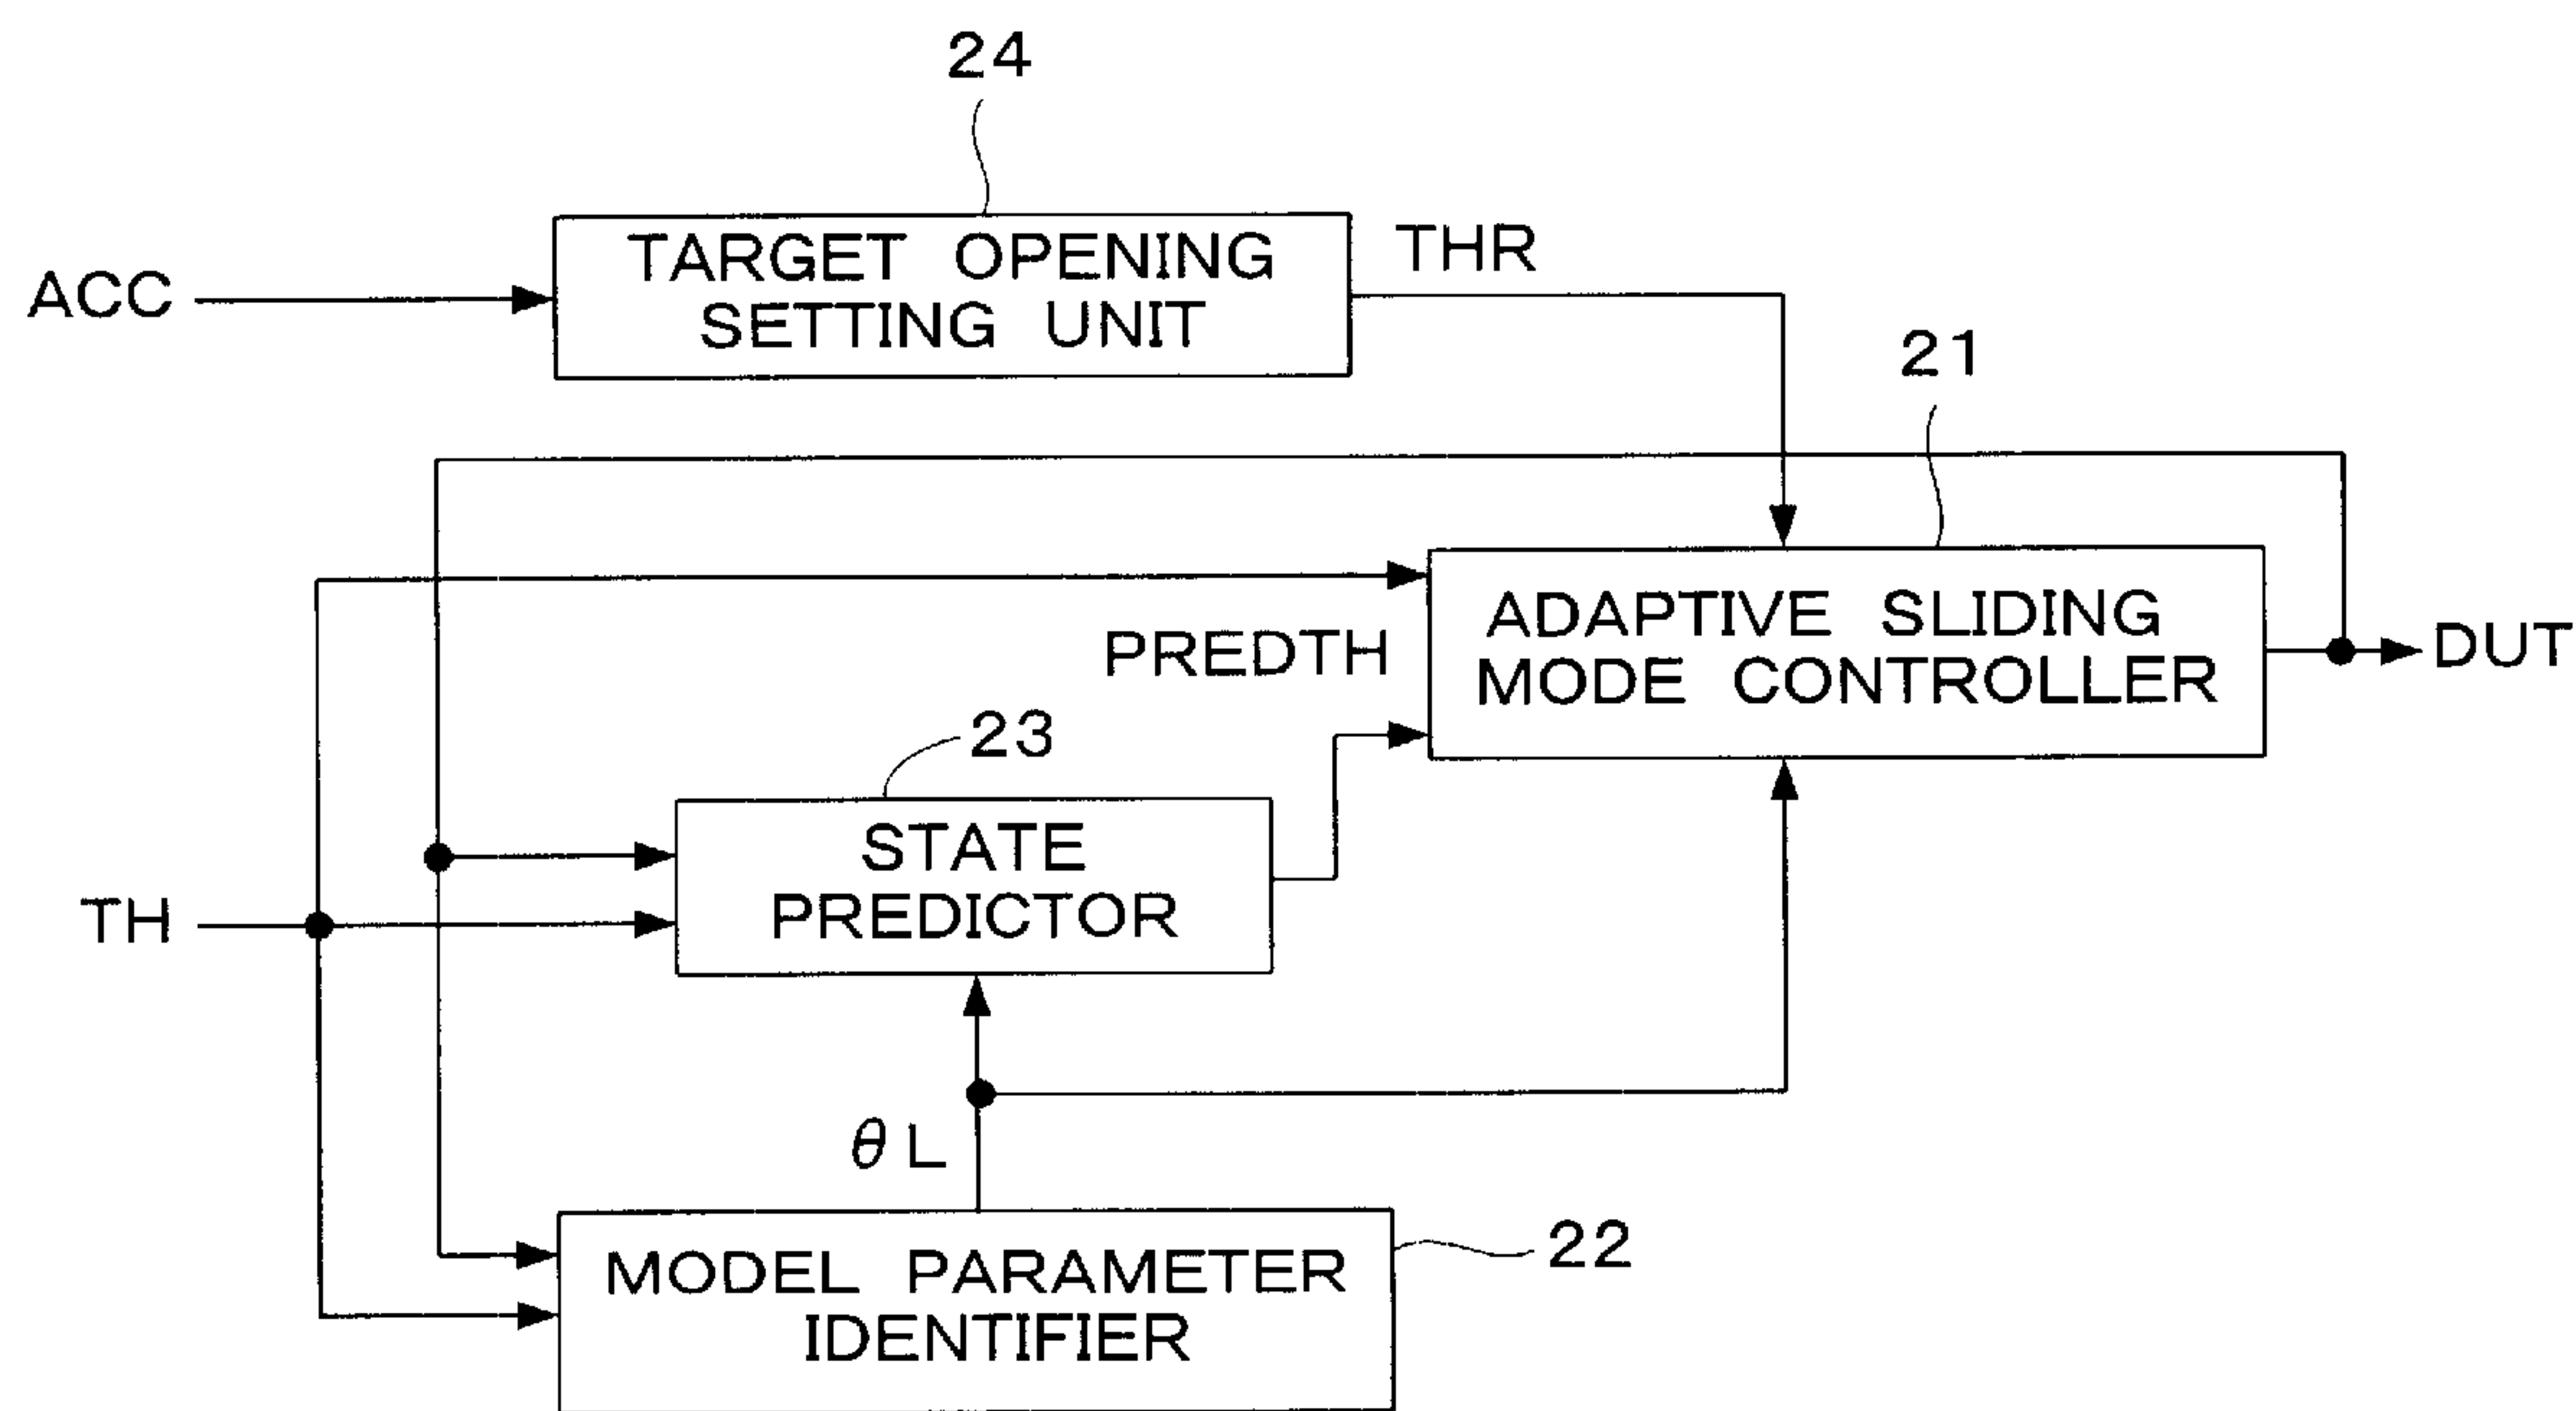 24
TARGET OPENING
SETTING UNIT
THR
ACC
21
ADAPTIVE SLIDING
MODE CONTROLLER
PREDTH
DUT
23
STATE
PREDICTOR
TH
θL
22
MODEL PARAMETER
IDENTIFIER